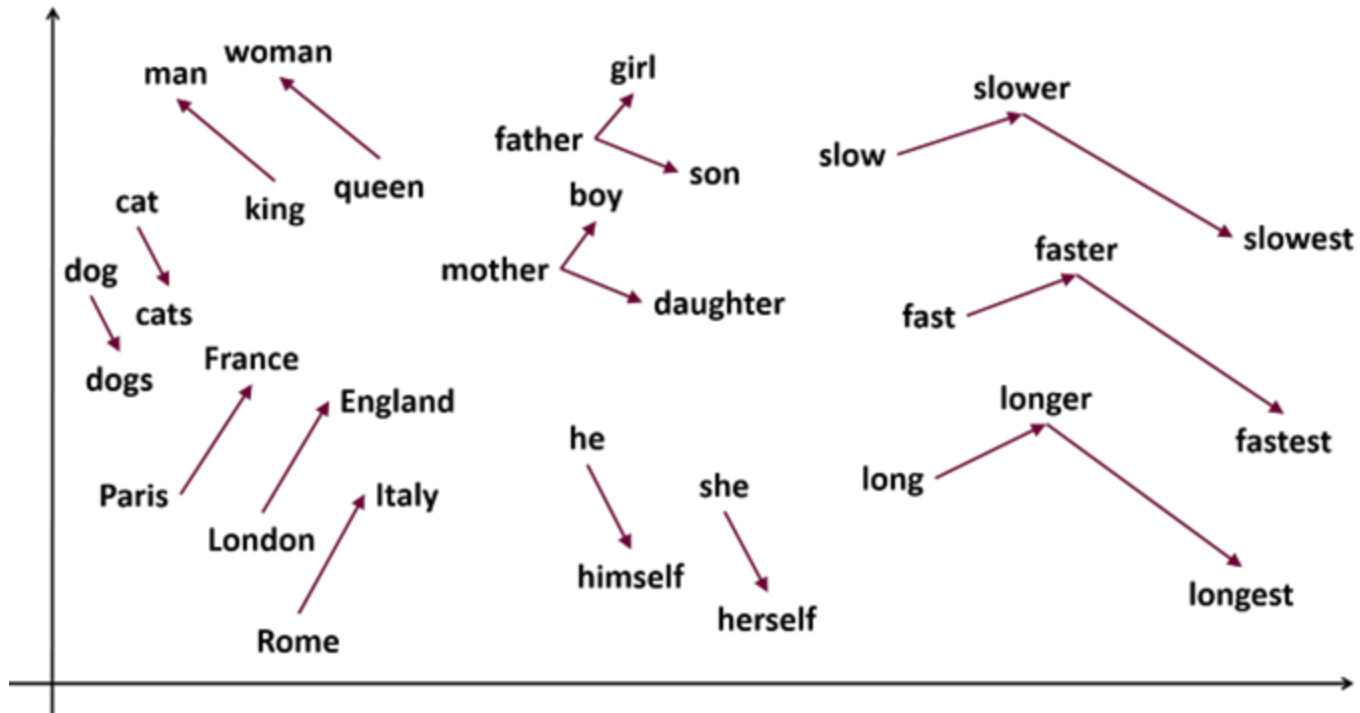 woman
man
girl
slower
father
slow
son
queen
boy
cat
king
slowest
faster
dog
mother
daughter
cats
fast
France
dogs
England
longer
he
fastest
long
she
Paris
Italy
London
himself
longest
herself
Rome